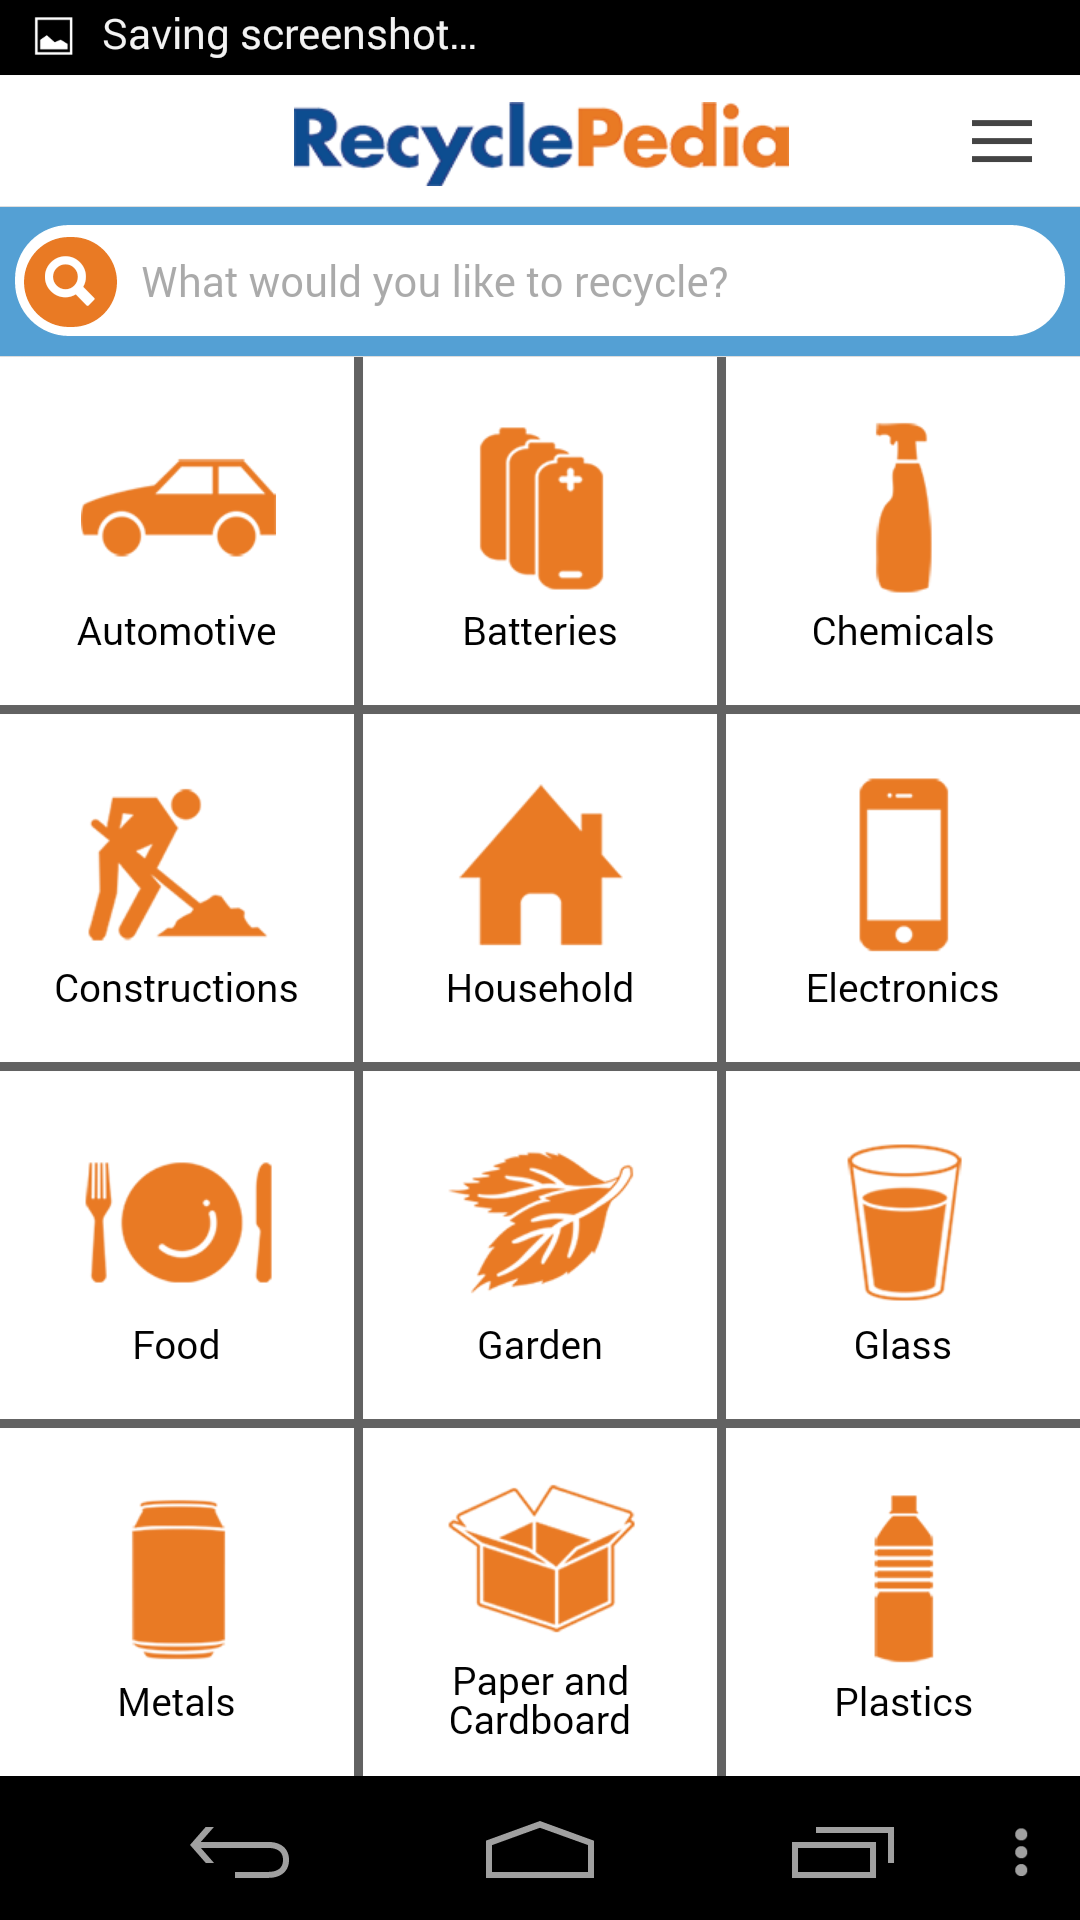 Saving screenshot...
RecyclePedia
What would you like to recycle?
Automotive
Batteries
Chemicals
Constructions
Household
Electronics
Food
Garden
Glass
Metals
Paper and
Cardboard
Plastics